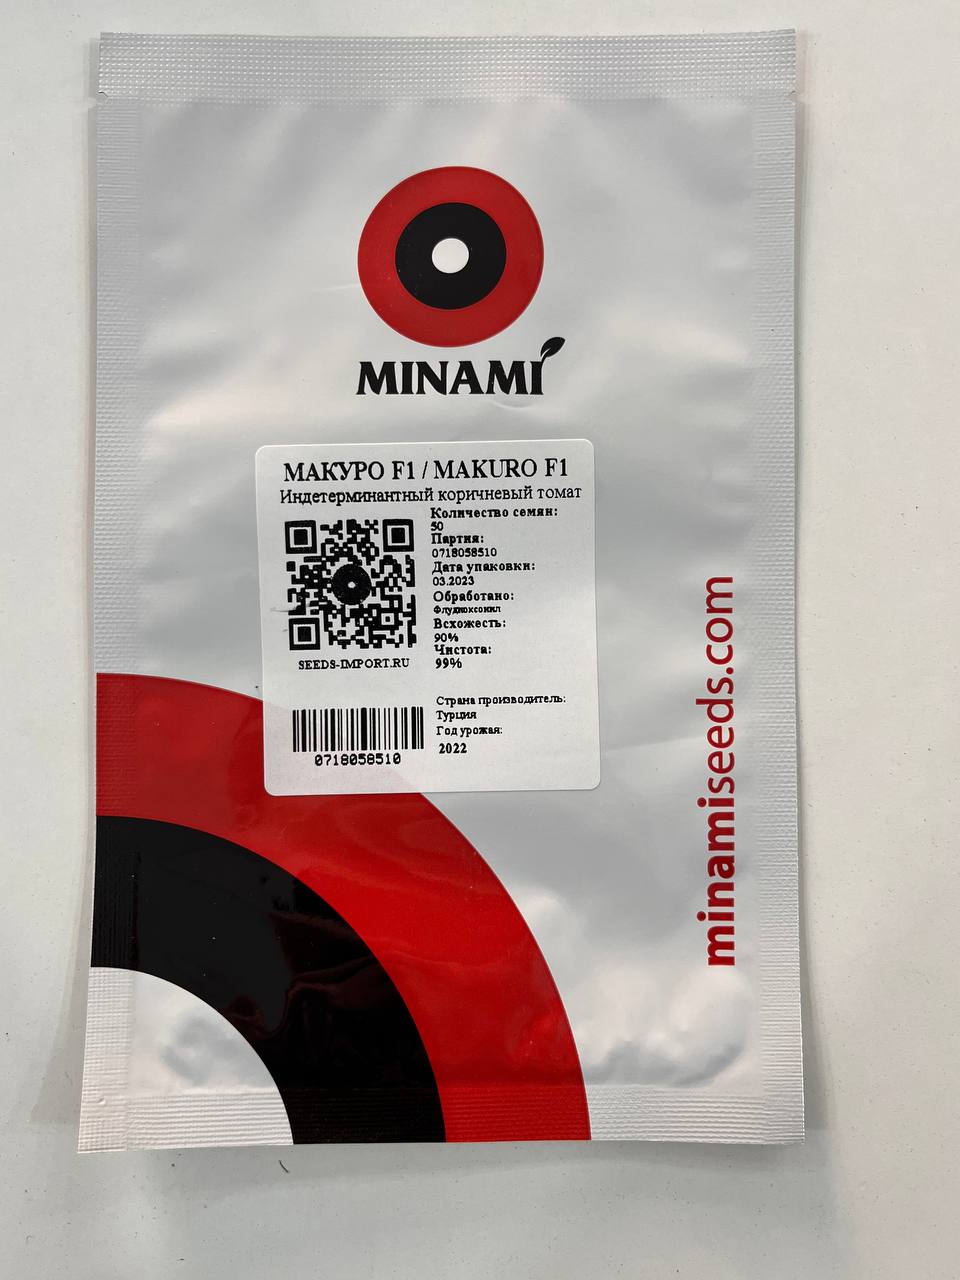 MINAMI
МАКУРО F1 / MAKURO F1
Индетерминантный коричневый томат
Количество семян:
50
Партия:
0718058510
Дата упаковки:
03.2023
Обработано:
Флудиоксонил
Всхожесть:
90%
Чистота:
99%
SEEDS-IMPORT.RU
Страна производитель:
Турция
Год урожая:
2022
0718058510
minamiseeds.com